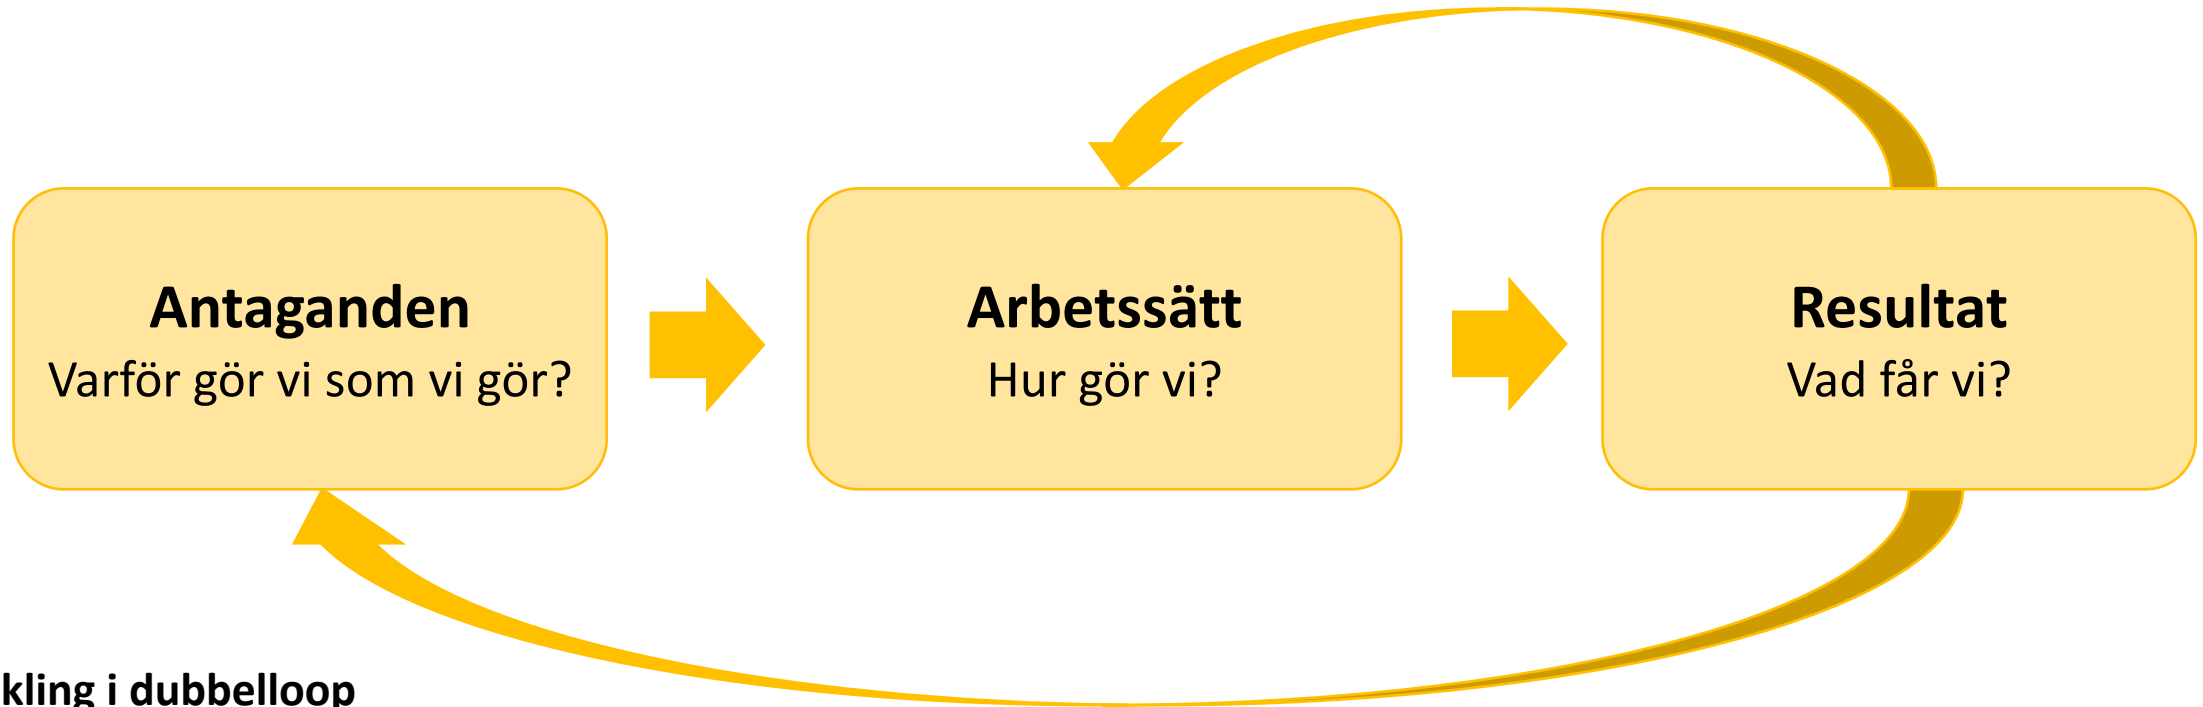 Antaganden
Varför gör vi som vi gör?
Arbetssätt
Hur gör vi?
Resultat
Vad får vi?
kling i dubbelloop